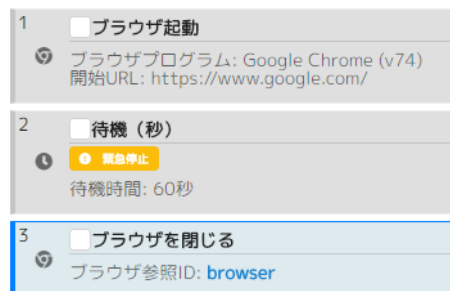 1
ブラウザ起動
ブラウザプログラム: Google Chrome (v74)
開始URL: https://www.google.com/
2
待機（秒）
緊急停止
待機時間: 60秒
3
ブラウザを閉じる
ブラウザ参照ID: browser